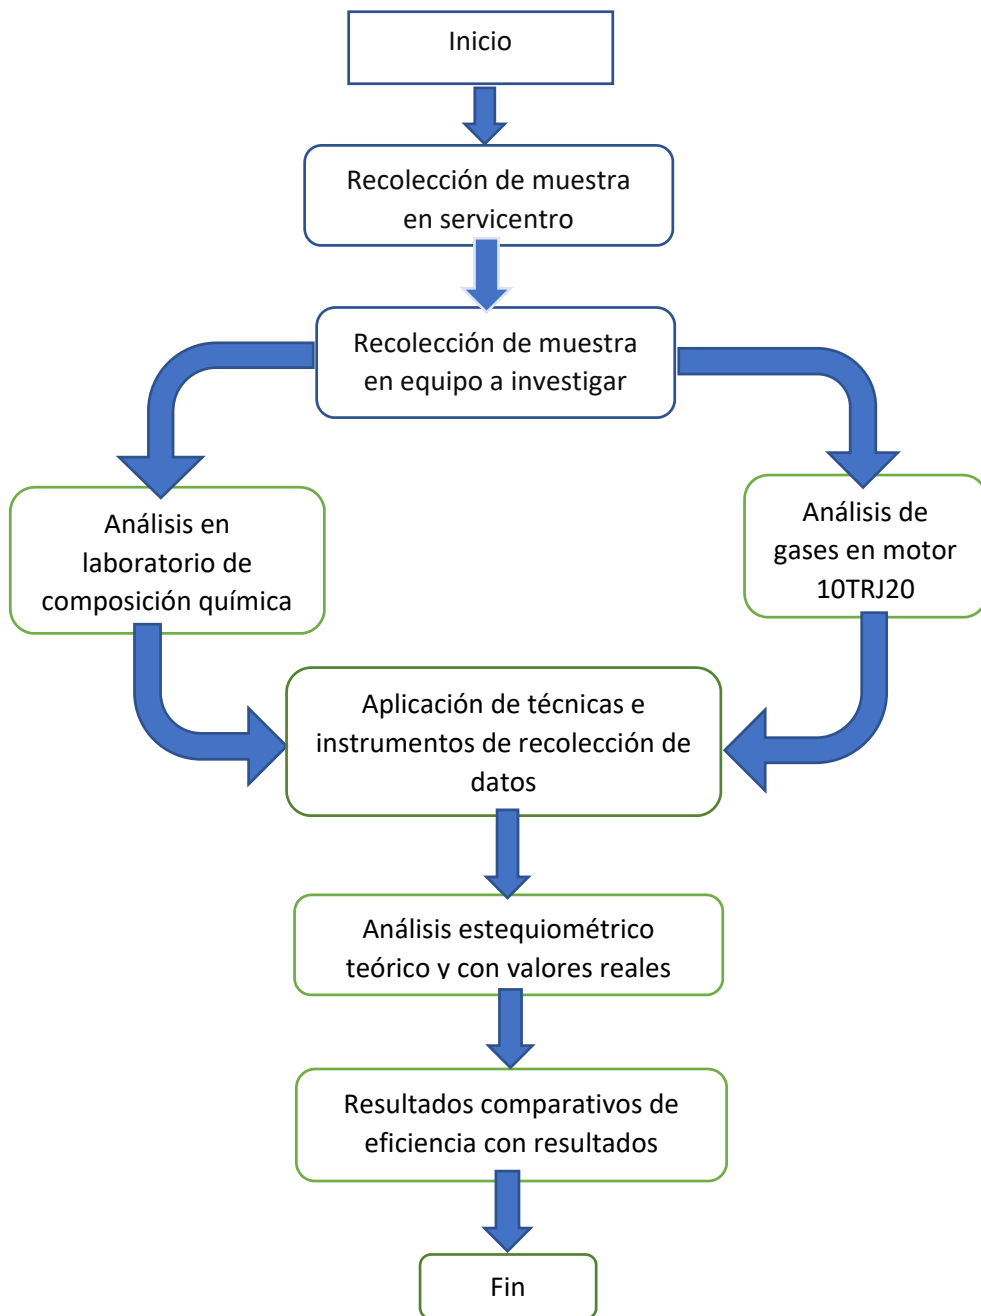 Inicio
Recolección de muestra
en servicentro
Recolección de muestra
en equipo a investigar
Análisis en
laboratorio de
composición química
Análisis de
gases en motor
10TRJ20
Aplicación de técnicas e
instrumentos de recolección de
datos
Análisis estequiométrico
teórico y con valores reales
Resultados comparativos de
eficiencia con resultados
Fin